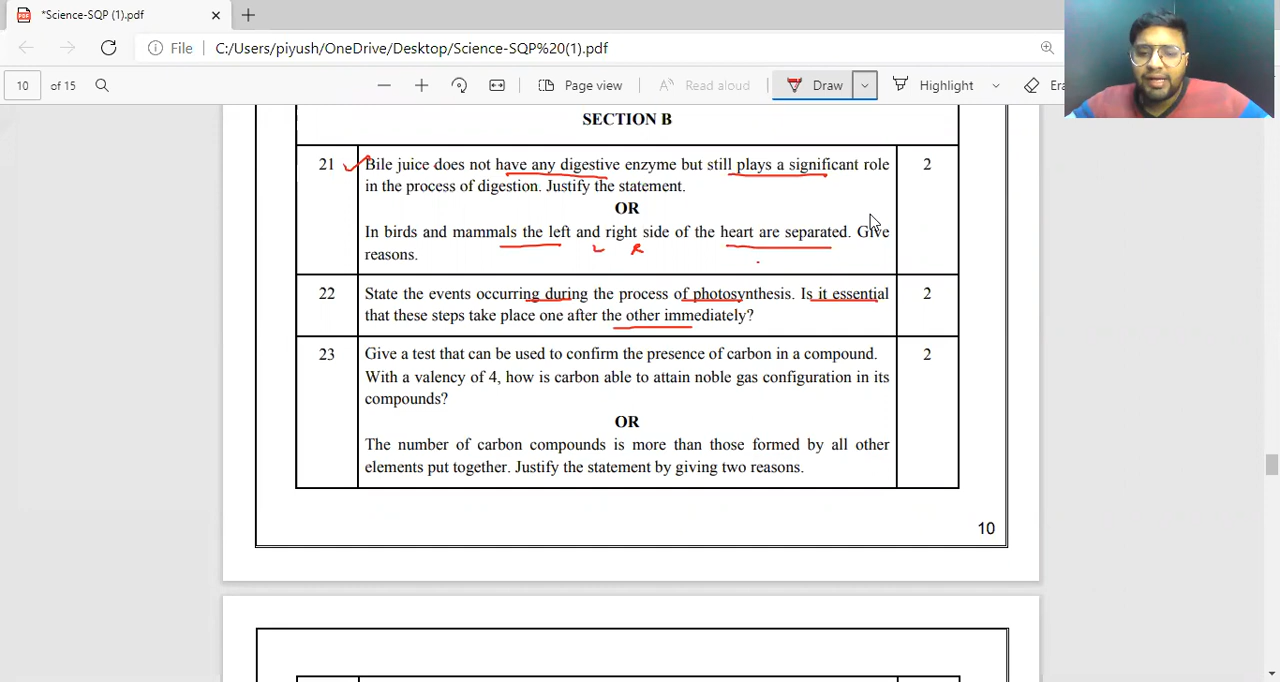 *Science-SQP (1).pdf
File C:/Users/piyush/OneDrive/Desktop/Science-SQP%20(1).pdf
10 of 15 Page view Read aloud Draw Highlight Era
SECTION B
21 Bile juice does not have any digestive enzyme but still plays a significant role 2
in the process of digestion. Justify the statement.
OR
In birds and mammals the left and right side of the heart are separated. Give
L R
reasons.
22 State the events occurring during the process of photosynthesis. Is it essential 2
that these steps take place one after the other immediately?
23 Give a test that can be used to confirm the presence of carbon in a compound. 2
With a valency of 4, how is carbon able to attain noble gas configuration in its
compounds?
OR
The number of carbon compounds is more than those formed by all other
elements put together. Justify the statement by giving two reasons.
10